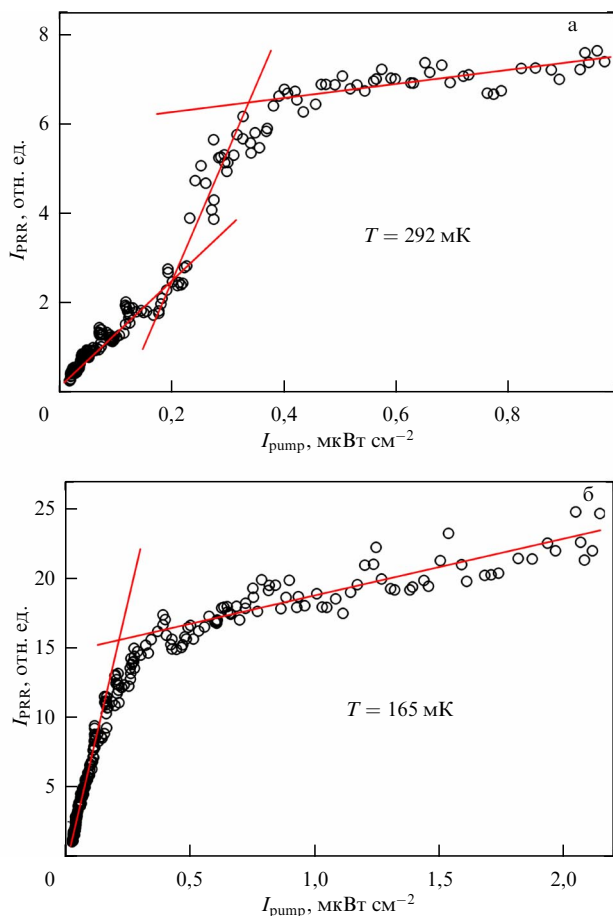 а
8
6
4
2
0
I_PRR, отн. ед.
T = 292 мК
0,2
0,4
0,6
0,8
I_pump, мкВт см⁻²
б
25
20
15
10
5
0
I_PRR, отн. ед.
T = 165 мК
0,5
1,0
1,5
2,0
I_pump, мкВт см⁻²